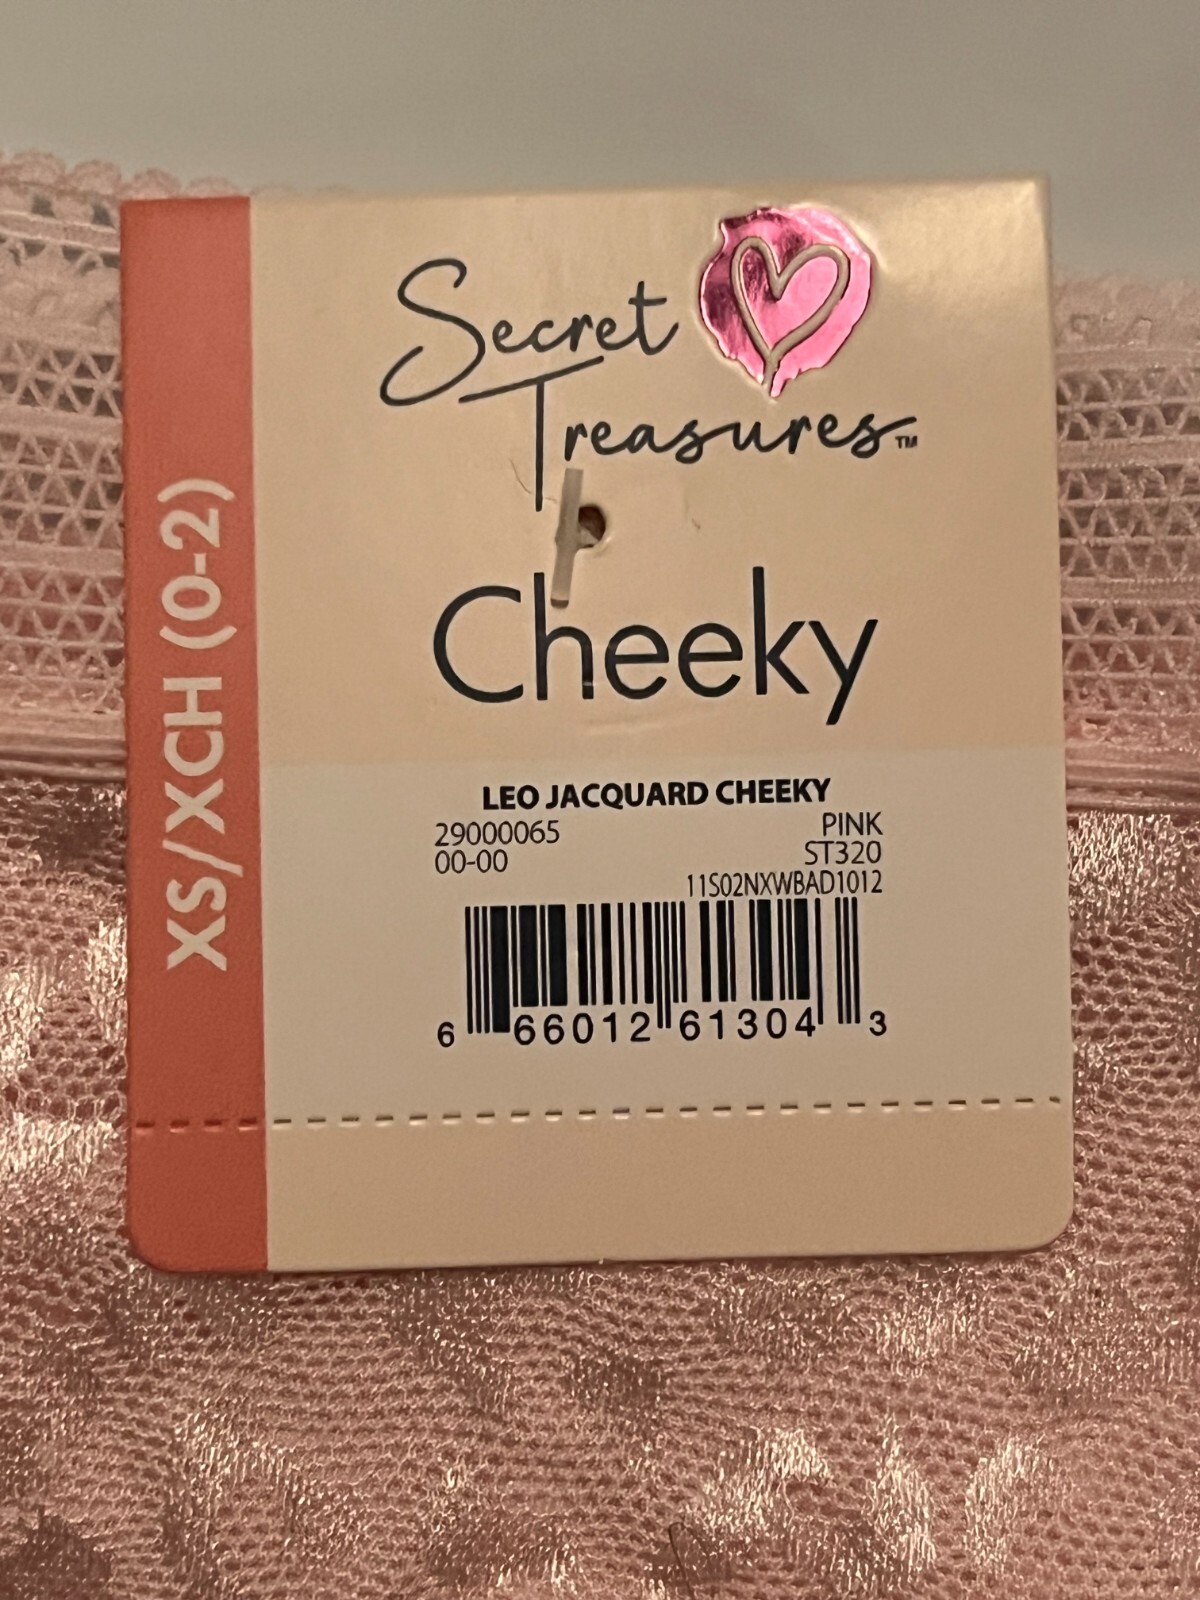 Secret
Treasures™
Cheeky
XS/XCH (0-2)
LEO JACQUARD CHEEKY
29000065 PINK
00-00 ST320
11S02NXWBAD1012
6 66012 61304 3